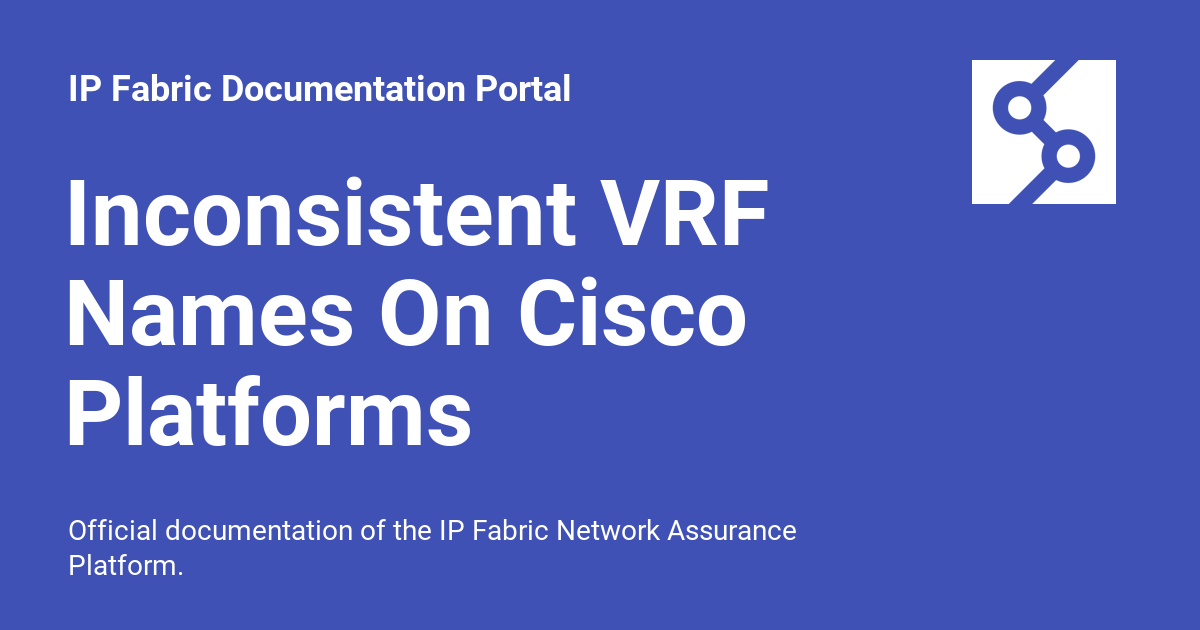 IP Fabric Documentation Portal
Inconsistent VRF
Names On Cisco
Platforms
Official documentation of the IP Fabric Network Assurance
Platform.